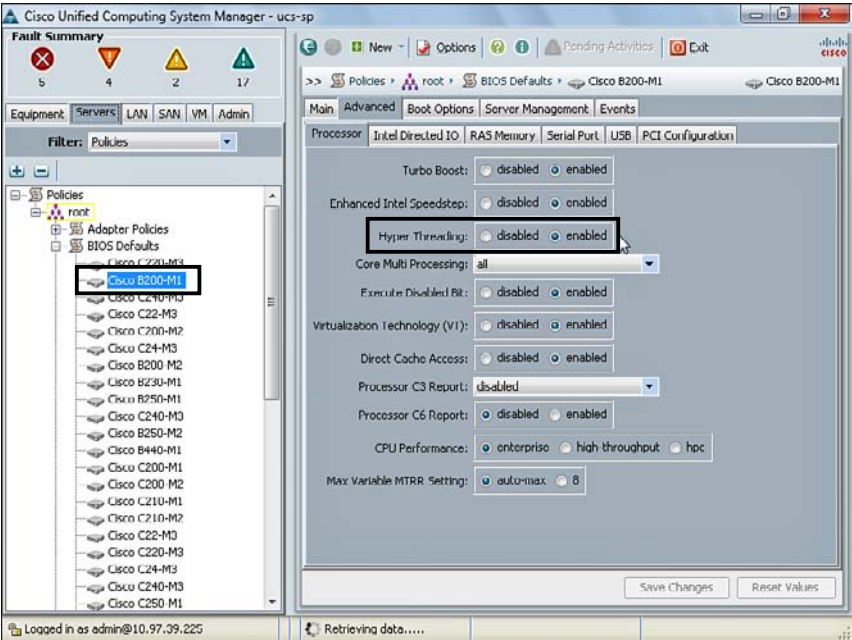 Cisco Unified Computing System Manager - ucs-sp
Fault Summary
5 4 2 17
New Options Pending Activities Exit
CISCO
>> Policies root BIOS Defaults Cisco B200-M1 Cisco B200-M1
Equipment Servers LAN SAN VM Admin
Filter: Policies
Policies
root
Adapter Policies
BIOS Defaults
Cisco C220-M3
Cisco B200-M1
Cisco C240-M3
Cisco C22-M3
Cisco C200-M2
Cisco C24-M3
Cisco B200 M2
Cisco B230-M1
Cisco B250-M1
Cisco C240-M3
Cisco B250-M2
Cisco B440-M1
Cisco C200-M1
Cisco C200 M2
Cisco C210-M1
Cisco C210-M2
Cisco C22-M3
Cisco C220-M3
Cisco C24-M3
Cisco C240-M3
Cisco C250 M1
Main Advanced Boot Options Server Management Events
Processor Intel Directed IO RAS Memory Serial Port USB PCI Configuration
Turbo Boost: disabled enabled
Enhanced Intel Speedstep: disabled enabled
Hyper Threading: disabled enabled
Core Multi Processing: all
Execute Disabled Bit: disabled enabled
Virtualization Technology (VT): disabled enabled
Direct Cache Access: disabled enabled
Processor C3 Report: disabled
Processor C6 Report: disabled enabled
CPU Performance: enterprise high-throughput hpc
Max Variable MTRR Setting: auto-max 8
Save Changes Reset Values
Logged in as admin@10.97.39.225 Retrieving data.....